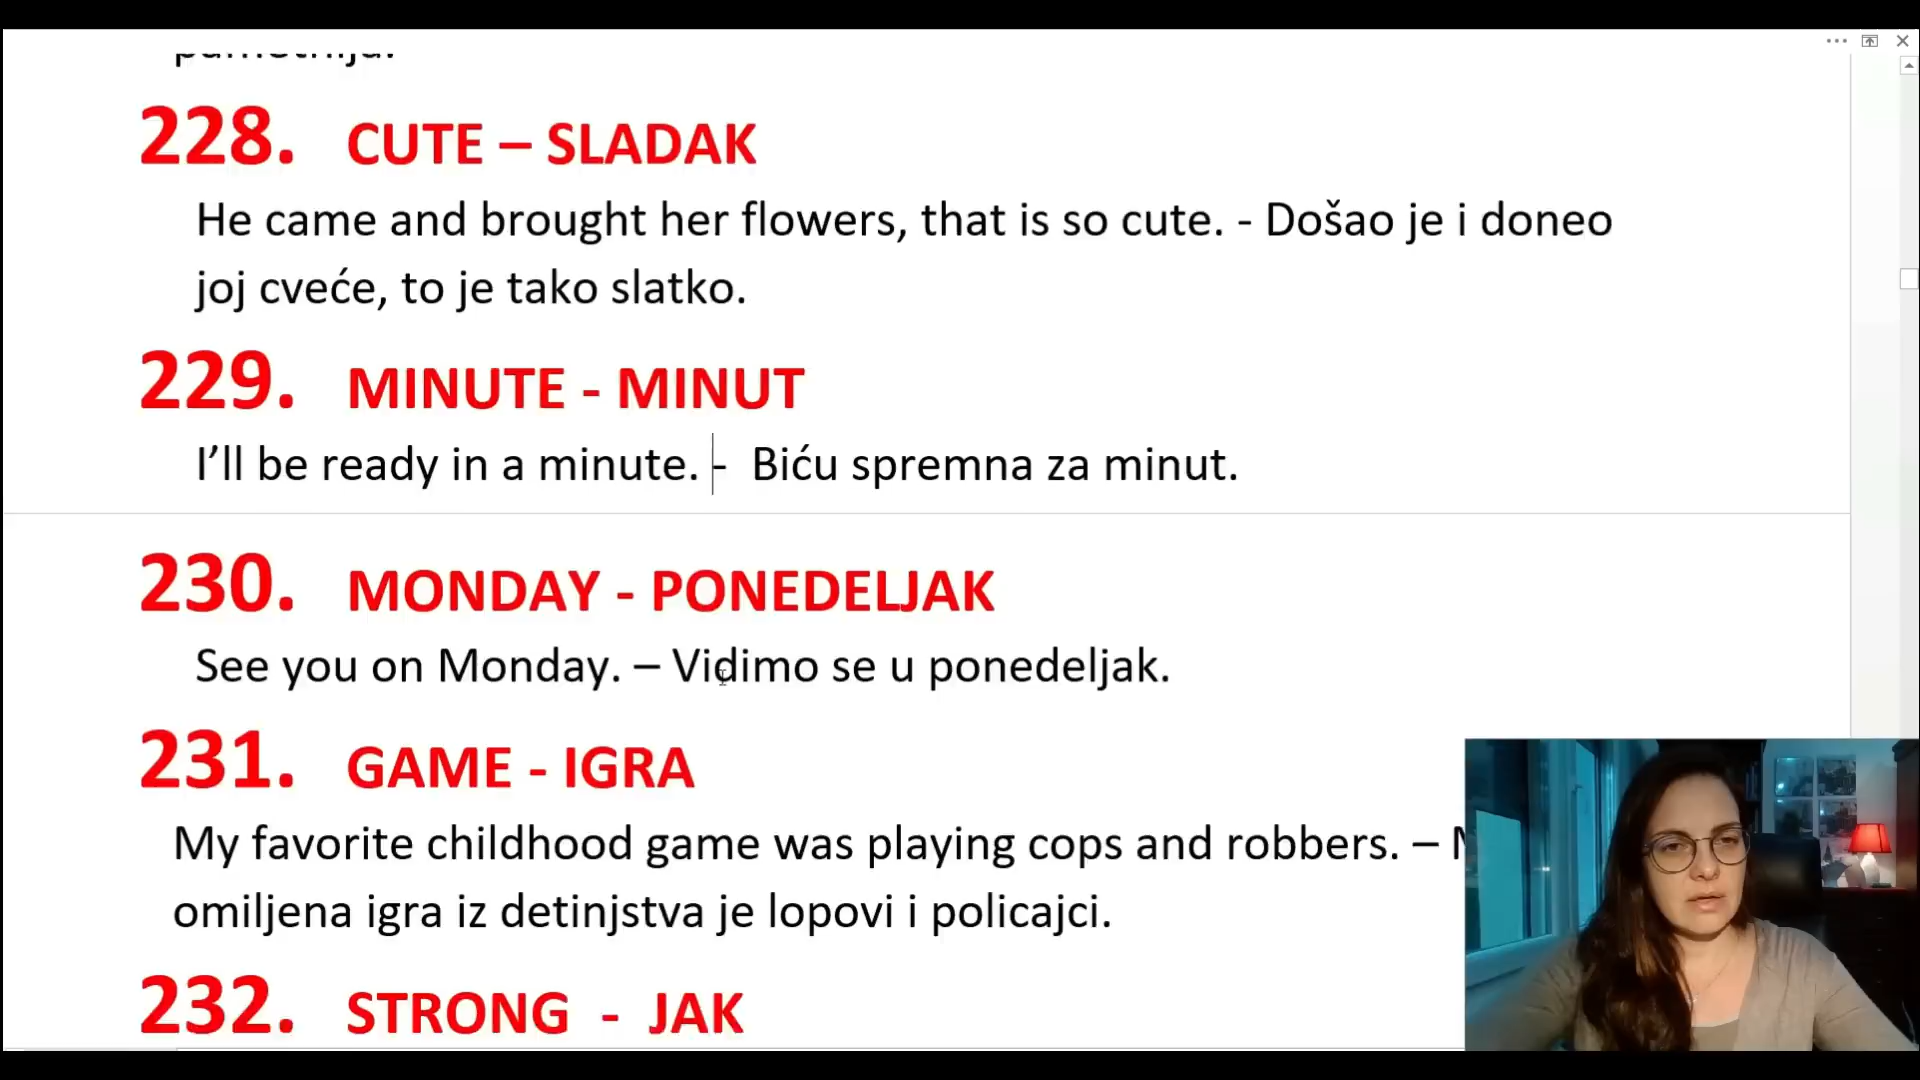 228. CUTE – SLADAK
He came and brought her flowers, that is so cute. - Došao je i doneo
joj cveće, to je tako slatko.
229. MINUTE - MINUT
I’ll be ready in a minute. - Biću spremna za minut.
230. MONDAY - PONEDELJAK
See you on Monday. – Vidimo se u ponedeljak.
231. GAME - IGRA
My favorite childhood game was playing cops and robbers. –
omiljena igra iz detinjstva je lopovi i policajci.
232. STRONG - JAK